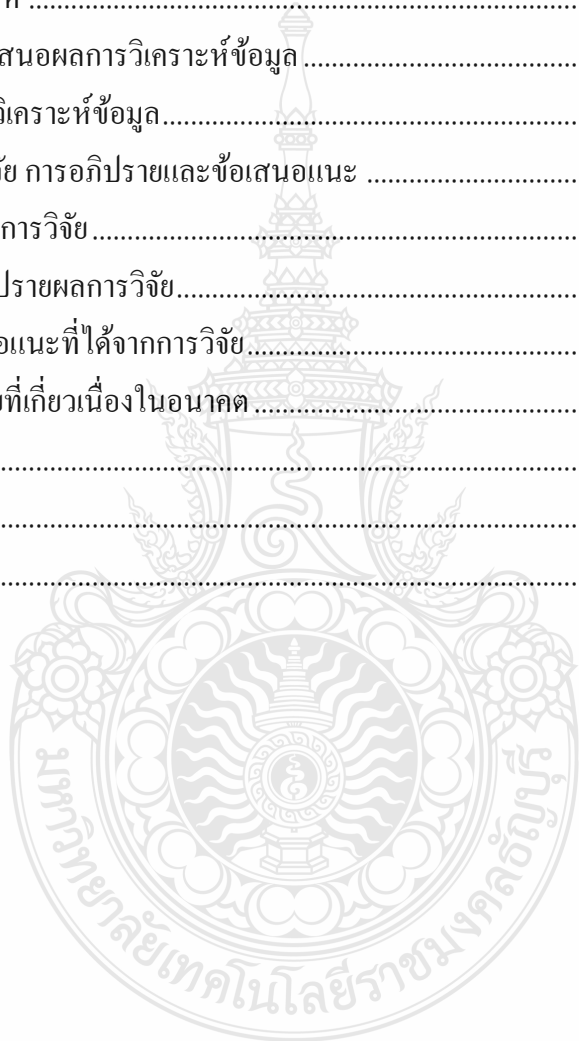 สนอผลการวิเคราะห์ข้อมูล ........................................................
วิเคราะห์ข้อมูล........................................................
การอภิปรายและข้อเสนอแนะ ........................................................
การวิจัย ........................................................
ปรายผลการวิจัย........................................................
แนะที่ได้จากการวิจัย........................................................
ที่เกี่ยวเนื่องในอนาคต ........................................................
........................................................
........................................................
........................................................
มหาวิทยาลัยเทคโนโลยีราชมงคลธัญบุรี